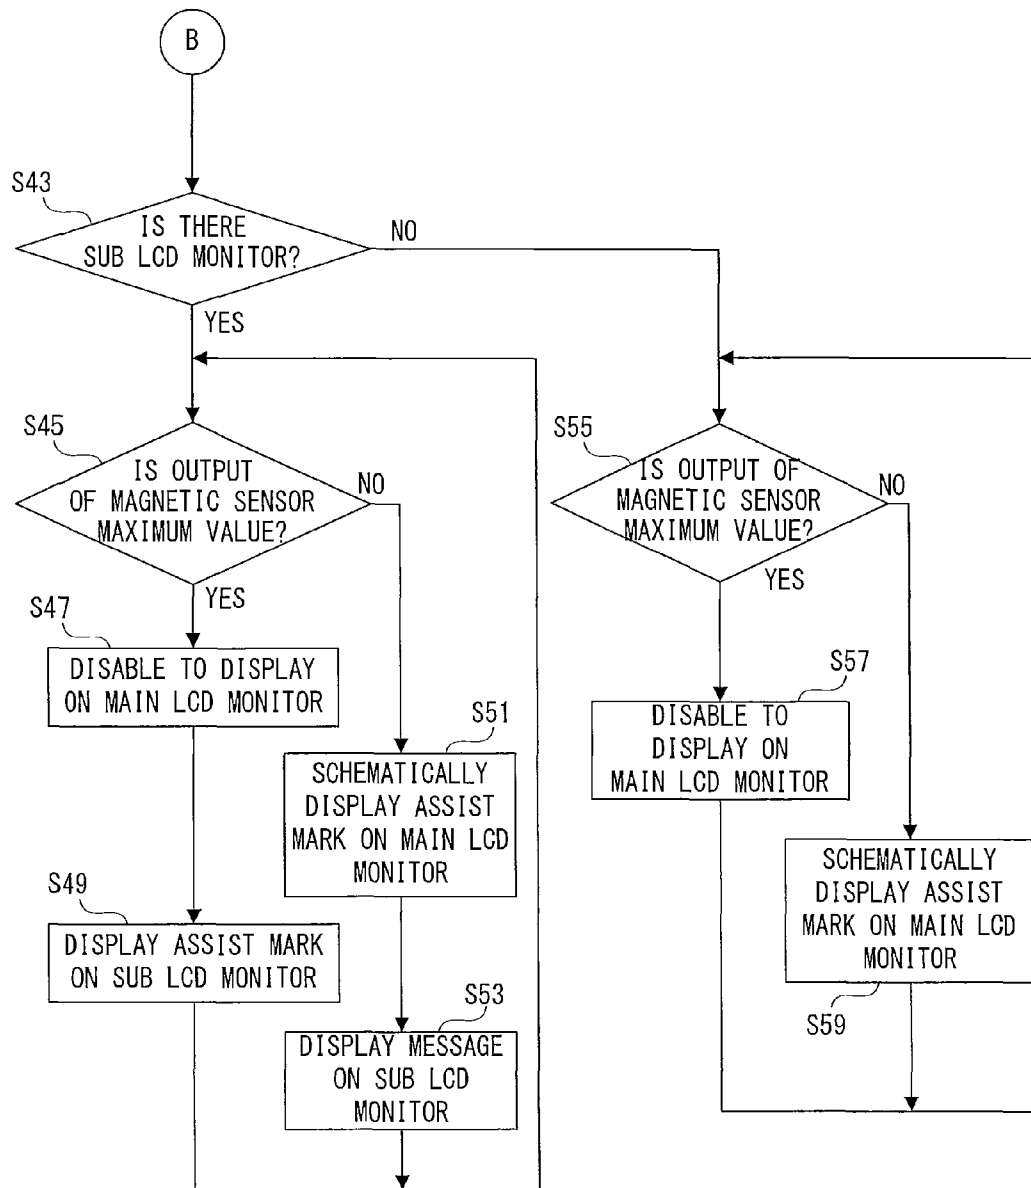 B
S43
IS THERE
SUB LCD MONITOR?
NO
YES
S45
IS OUTPUT
OF MAGNETIC SENSOR
MAXIMUM VALUE?
NO
YES
S47
DISABLE TO DISPLAY
ON MAIN LCD MONITOR
S51
SCHEMATICALLY
DISPLAY ASSIST
MARK ON MAIN LCD
MONITOR
S49
DISPLAY ASSIST MARK
ON SUB LCD MONITOR
S53
DISPLAY MESSAGE
ON SUB LCD
MONITOR
S55
IS OUTPUT OF
MAGNETIC SENSOR
MAXIMUM VALUE?
NO
YES
S57
DISABLE TO
DISPLAY ON
MAIN LCD MONITOR
SCHEMATICALLY
DISPLAY ASSIST
MARK ON MAIN LCD
MONITOR
S59